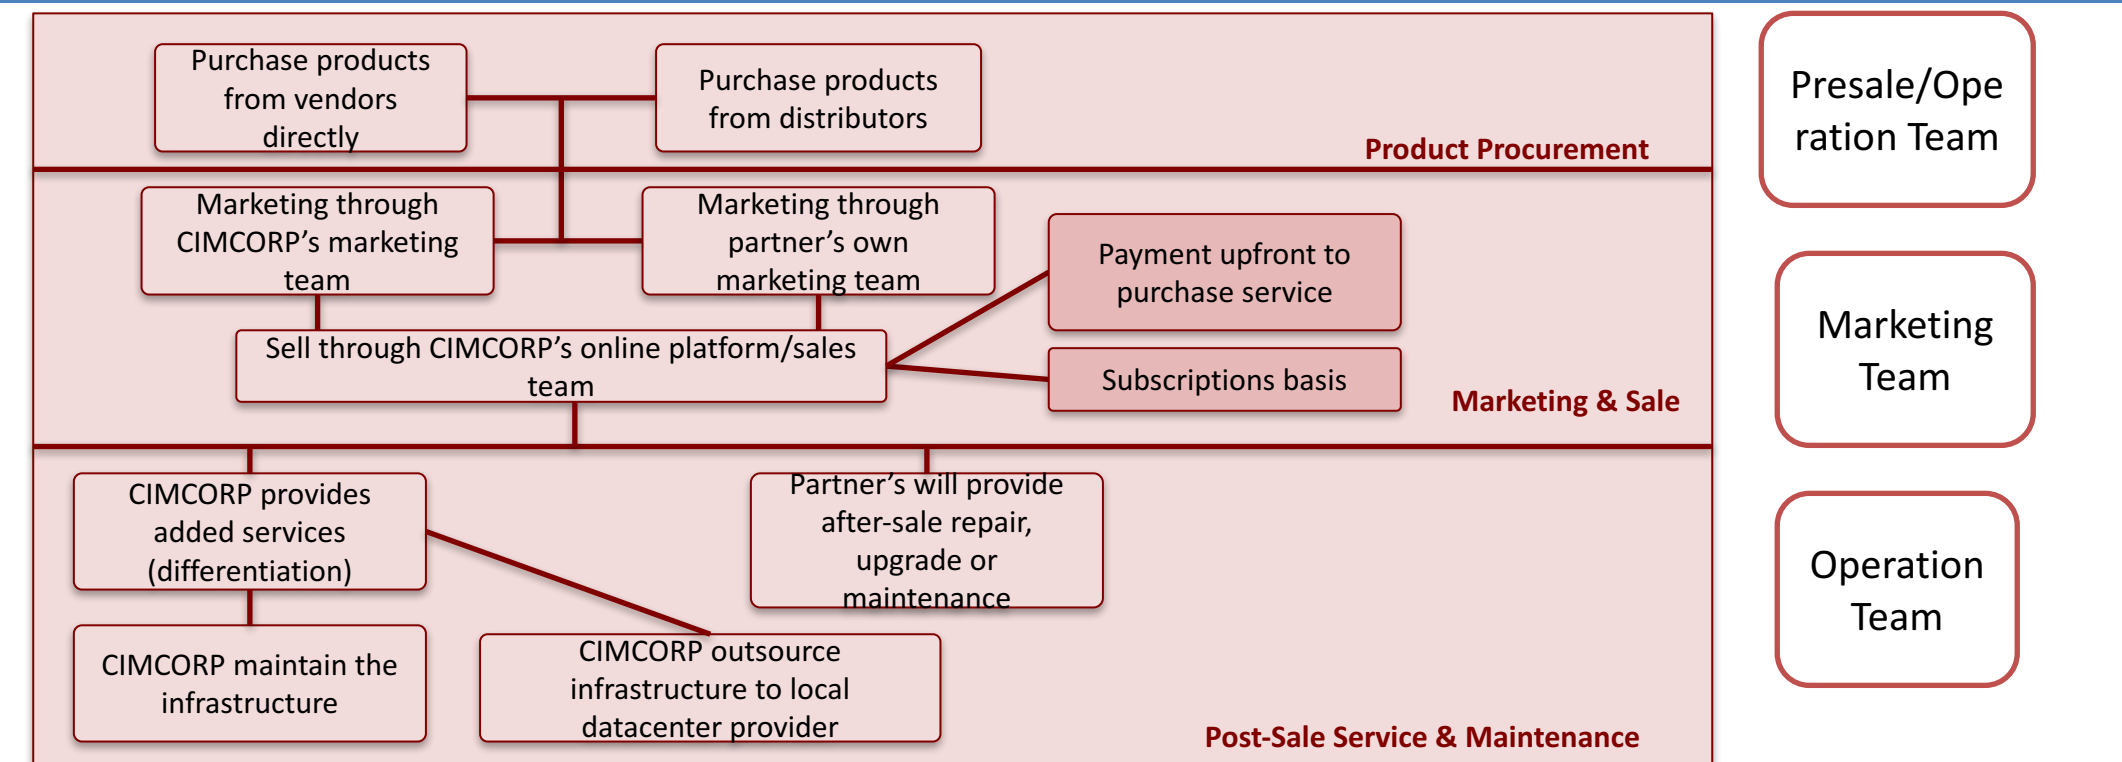 Purchase products
from vendors
directly
Purchase products
from distributors
Product Procurement
Presale/Ope
ration Team
Marketing through
CIMCORP’s marketing
team
Marketing through
partner’s own
marketing team
Payment upfront to
purchase service
Sell through CIMCORP’s online platform/sales
team
Subscriptions basis
Marketing & Sale
Marketing
Team
CIMCORP provides
added services
(differentiation)
Partner’s will provide
after-sale repair,
upgrade or
maintenance
CIMCORP maintain the
infrastructure
CIMCORP outsource
infrastructure to local
datacenter provider
Post-Sale Service & Maintenance
Operation
Team